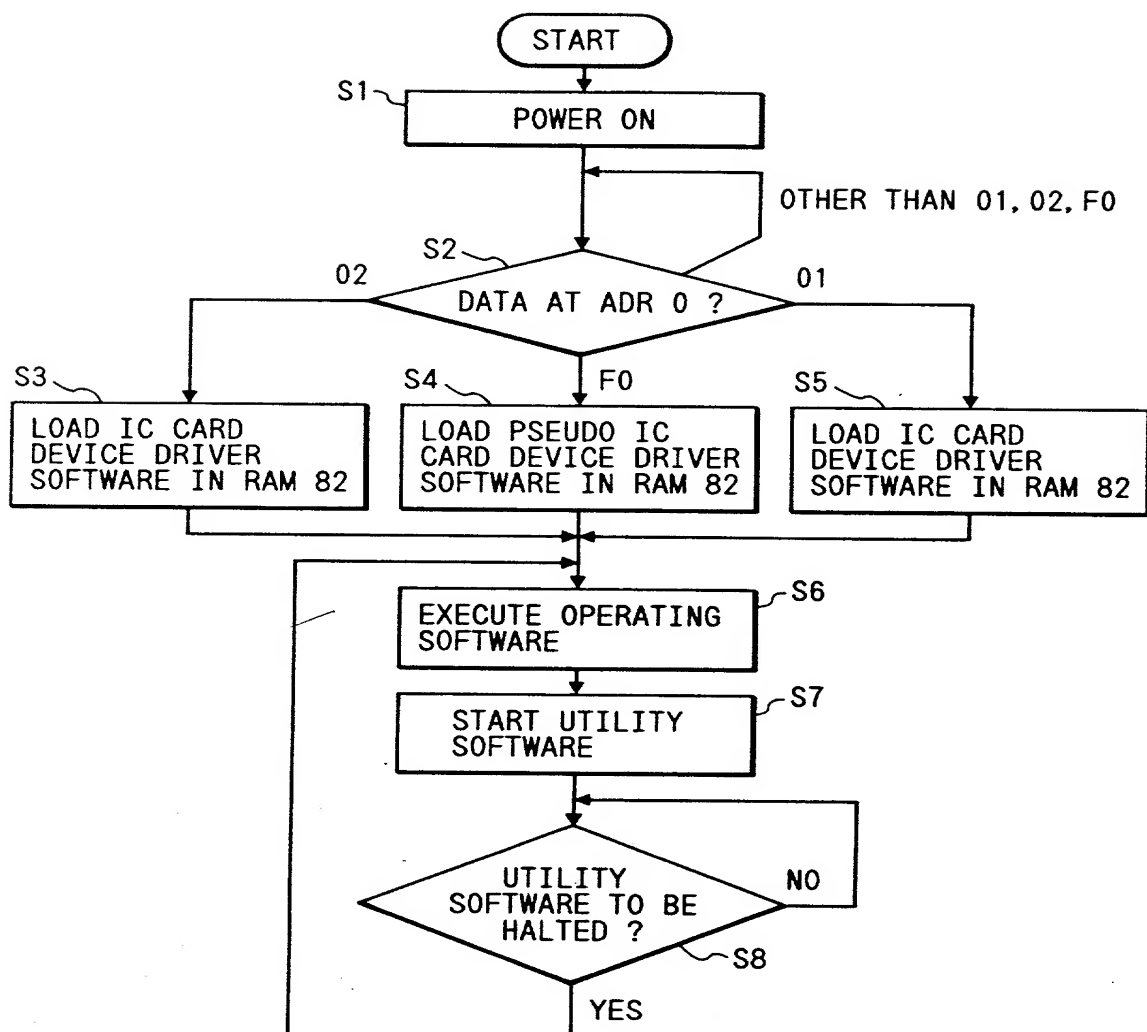 START
S1
POWER ON
OTHER THAN 01, 02, F0
S2
02
01
DATA AT ADR 0 ?
S3
S4
F0
S5
LOAD IC CARD
DEVICE DRIVER
SOFTWARE IN RAM 82
LOAD PSEUDO IC
CARD DEVICE DRIVER
SOFTWARE IN RAM 82
LOAD IC CARD
DEVICE DRIVER
SOFTWARE IN RAM 82
S6
EXECUTE OPERATING
SOFTWARE
S7
START UTILITY
SOFTWARE
UTILITY
SOFTWARE TO BE
HALTED ?
NO
S8
YES